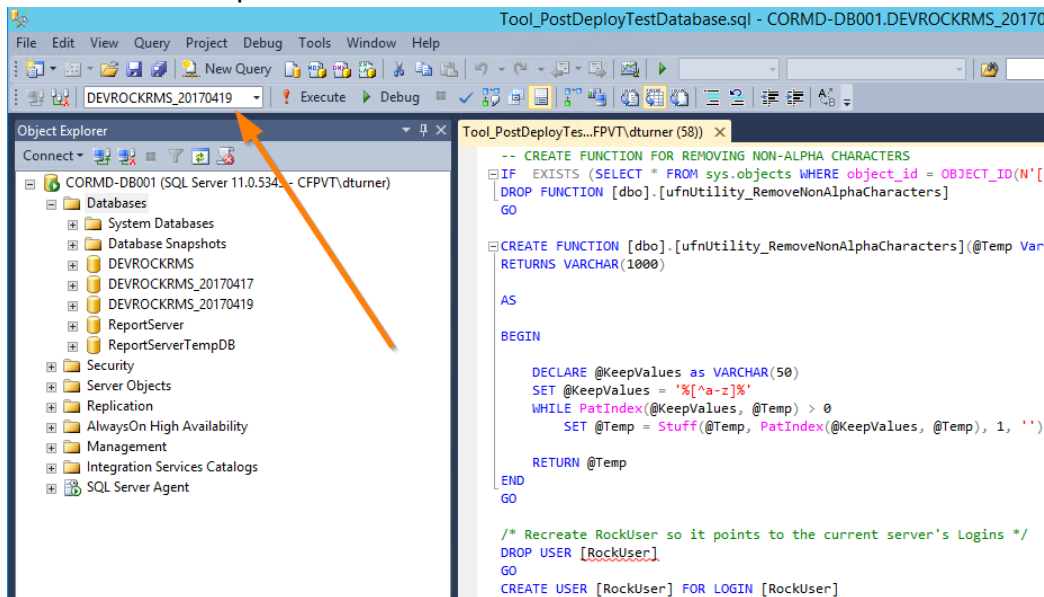 Tool_PostDeployTestDatabase.sql - CORMD-DB001.DEVROCKRMS_20170
File Edit View Query Project Debug Tools Window Help
New Query
DEVROCKRMS_20170419 Execute Debug
Object Explorer
Connect
CORMD-DB001 (SQL Server 11.0.5343 - CFPVT\dturner)
Databases
System Databases
Database Snapshots
DEVROCKRMS
DEVROCKRMS_20170417
DEVROCKRMS_20170419
ReportServer
ReportServerTempDB
Security
Server Objects
Replication
AlwaysOn High Availability
Management
Integration Services Catalogs
SQL Server Agent
Tool_PostDeployTes...FPVT\dturner (58))
-- CREATE FUNCTION FOR REMOVING NON-ALPHA CHARACTERS
IF EXISTS (SELECT * FROM sys.objects WHERE object_id = OBJECT_ID(N'[
DROP FUNCTION [dbo].[ufnUtility_RemoveNonAlphaCharacters]
GO
CREATE FUNCTION [dbo].[ufnUtility_RemoveNonAlphaCharacters](@Temp Var
RETURNS VARCHAR(1000)
AS
BEGIN
DECLARE @KeepValues as VARCHAR(50)
SET @KeepValues = '%[^a-z]%'
WHILE PatIndex(@KeepValues, @Temp) > 0
SET @Temp = Stuff(@Temp, PatIndex(@KeepValues, @Temp), 1, '')
RETURN @Temp
END
GO
/* Recreate RockUser so it points to the current server's Logins */
DROP USER [RockUser]
GO
CREATE USER [RockUser] FOR LOGIN [RockUser]